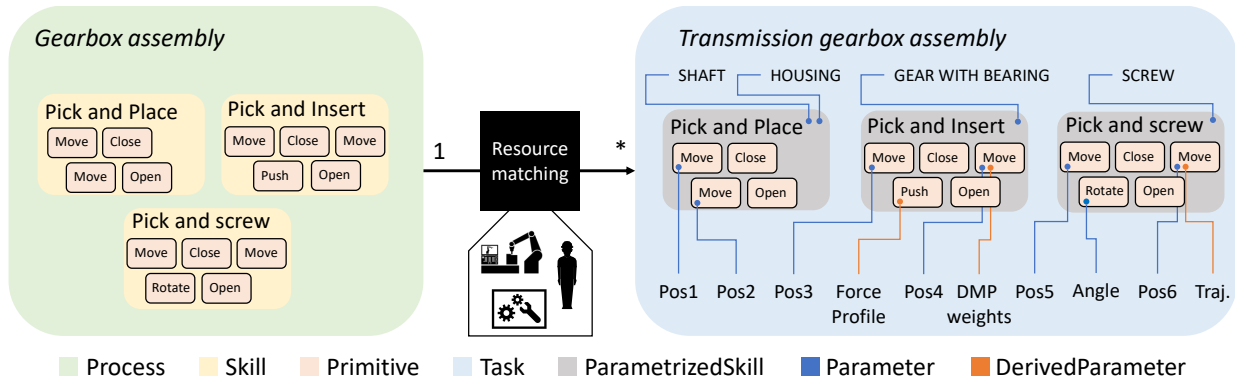 Gearbox assembly
Pick and Place
Move Close
Move Open
Pick and Insert
Move Close Move
Push Open
Pick and screw
Move Close Move
Rotate Open
1
Resource
matching
*
Transmission gearbox assembly
SHAFT HOUSING GEAR WITH BEARING SCREW
Pick and Place
Move Close
Move Open
Pick and Insert
Move Close Move
Push Open
Pick and screw
Move Close Move
Rotate Open
Pos1 Pos2 Pos3 Force Profile Pos4 DMP weights Pos5 Angle Pos6 Traj.
Process Skill Primitive Task ParametrizedSkill Parameter DerivedParameter